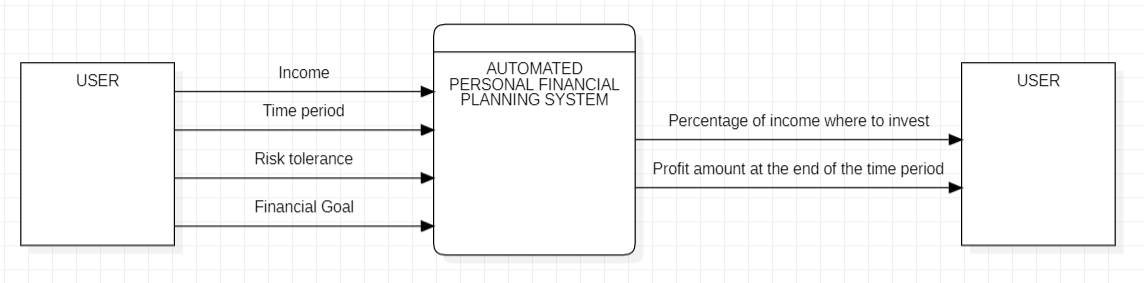 USER
Income
Time period
Risk tolerance
Financial Goal
AUTOMATED
PERSONAL FINANCIAL
PLANNING SYSTEM
Percentage of income where to invest
Profit amount at the end of the time period
USER